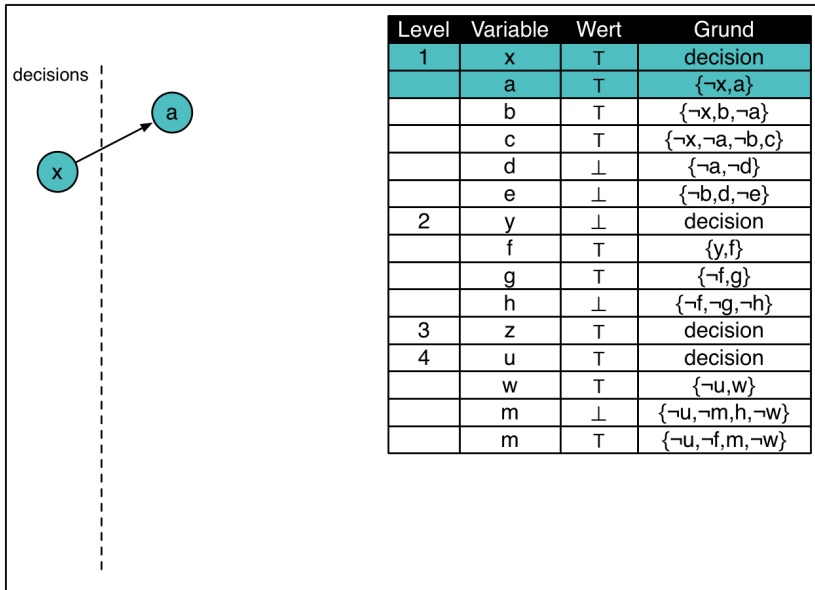 decisions
a
x
Level Variable Wert Grund
1 x ⊤ decision
a ⊤ {¬x,a}
b ⊤ {¬x,b,¬a}
c ⊤ {¬x,¬a,¬b,c}
d ⊥ {¬a,¬d}
e ⊥ {¬b,d,¬e}
2 y ⊥ decision
f ⊤ {y,f}
g ⊤ {¬f,g}
h ⊥ {¬f,¬g,¬h}
3 z ⊤ decision
4 u ⊤ decision
w ⊤ {¬u,w}
m ⊥ {¬u,¬m,h,¬w}
m ⊤ {¬u,¬f,m,¬w}